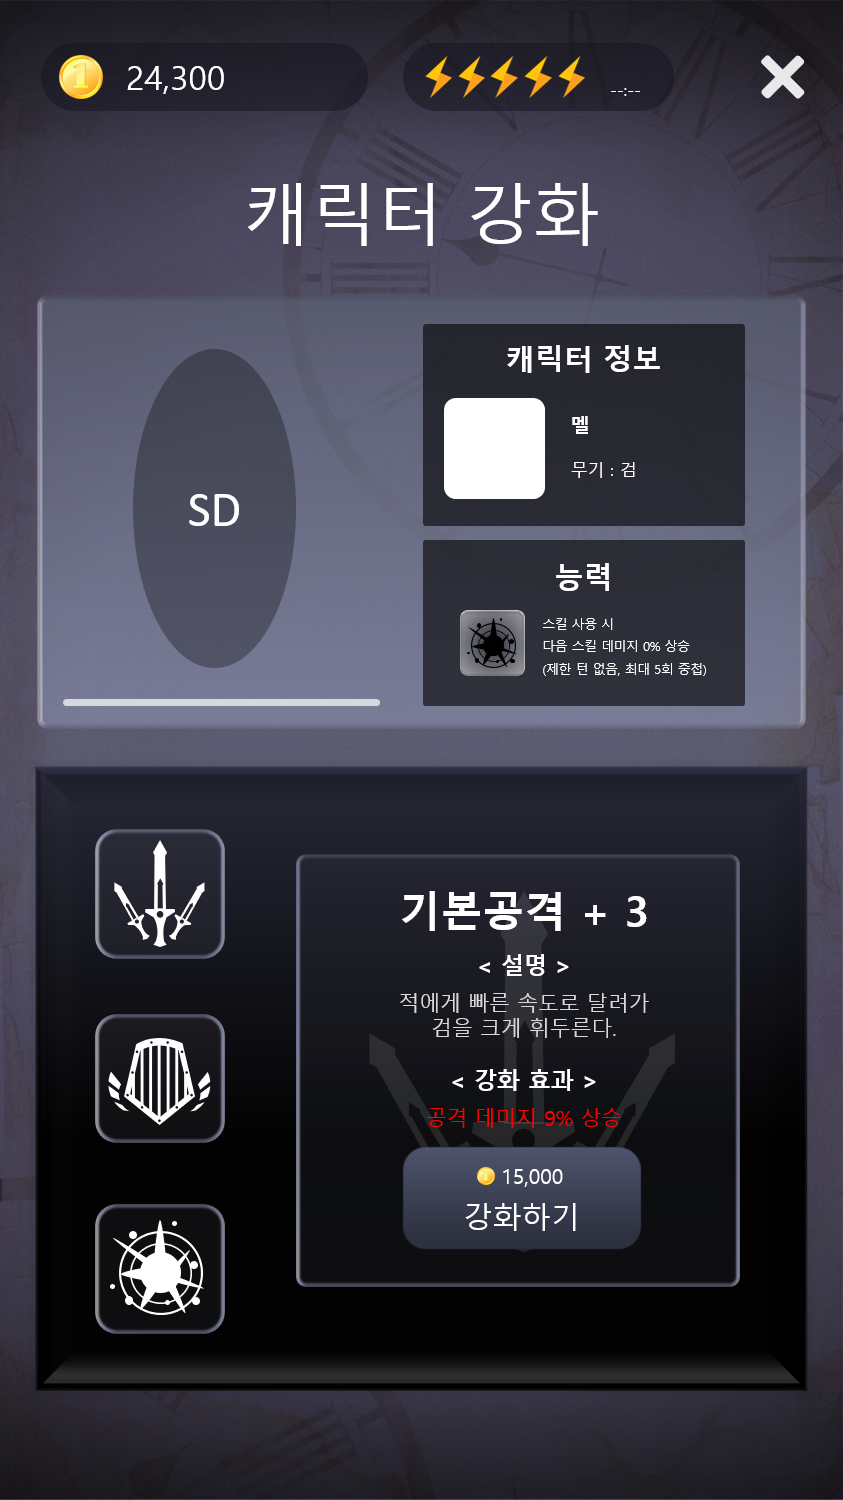 24,300
--:--
캐릭터 강화
SD
캐릭터 정보
멜
무기 : 검
능력
스킬 사용 시
다음 스킬 데미지 0% 상승
(제한 턴 없음, 최대 5회 중첩)
기본공격 + 3
< 설명 >
적에게 빠른 속도로 달려가
검을 크게 휘두른다.
< 강화 효과 >
공격 데미지 9% 상승
15,000
강화하기